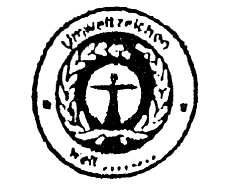 Umweltzeichen
weil ........